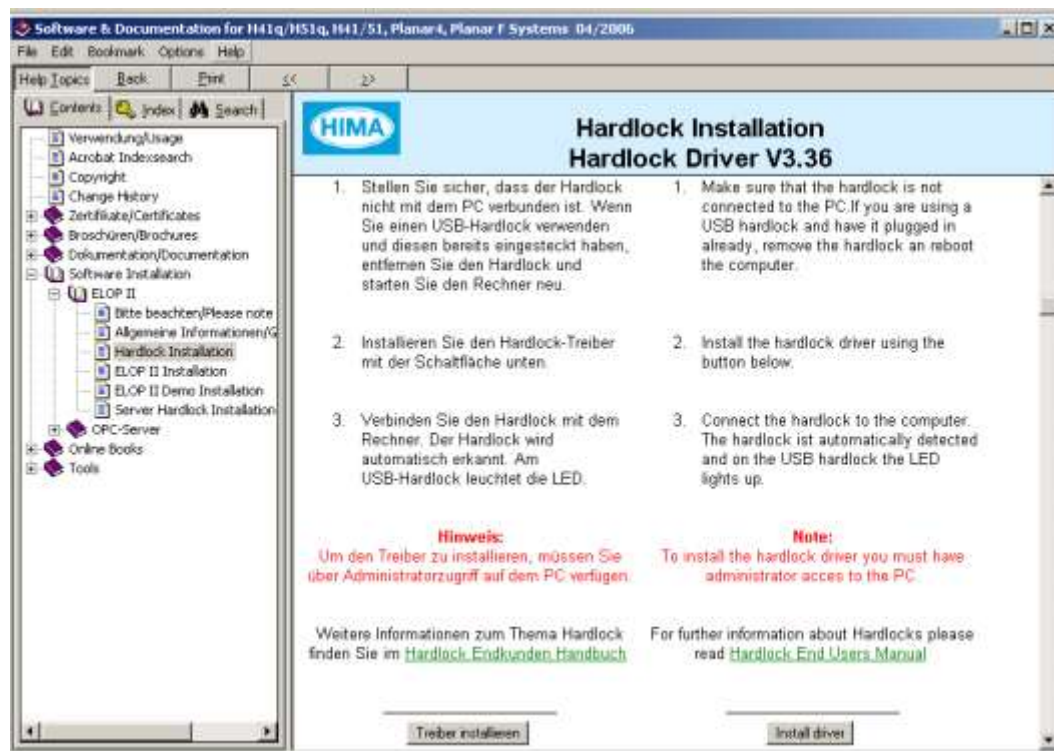 Software & Documentation for H41q/H51q, H41/51, Planar4, Planar F Systems 04/2006
File Edit Bookmark Options Help
Help Topics Back Print << >>
Contents Index Search
Verwendung/Usage
Acrobat Indexsearch
Copyright
Change History
Zertifikate/Certificates
Broschüren/Brochures
Dokumentation/Documentation
Software Installation
ELOP II
Bitte beachten/Please note
Allgemeine Informationen/G
Hardlock Installation
ELOP II Installation
ELOP II Demo Installation
Server Hardlock Installation
OPC-Server
Online Books
Tools
HIMA
Hardlock Installation
Hardlock Driver V3.36
1. Stellen Sie sicher, dass der Hardlock
nicht mit dem PC verbunden ist. Wenn
Sie einen USB-Hardlock verwenden
und diesen bereits eingesteckt haben,
entfernen Sie den Hardlock und
starten Sie den Rechner neu.
2. Installieren Sie den Hardlock-Treiber
mit der Schaltfläche unten.
3. Verbinden Sie den Hardlock mit dem
Rechner. Der Hardlock wird
automatisch erkannt. Am
USB-Hardlock leuchtet die LED.
Hinweis:
Um den Treiber zu installieren, müssen Sie
über Administratorzugriff auf dem PC verfügen.
Weitere Informationen zum Thema Hardlock
finden Sie im Hardlock Endkunden Handbuch
Treiber installieren
1. Make sure that the hardlock is not
connected to the PC.If you are using a
USB hardlock and have it plugged in
already, remove the hardlock an reboot
the computer.
2. Install the hardlock driver using the
button below.
3. Connect the hardlock to the computer.
The hardlock ist automatically detected
and on the USB hardlock the LED
lights up.
Note:
To install the hardlock driver you must have
administrator acces to the PC
For further information about Hardlocks please
read Hardlock End Users Manual
Install driver